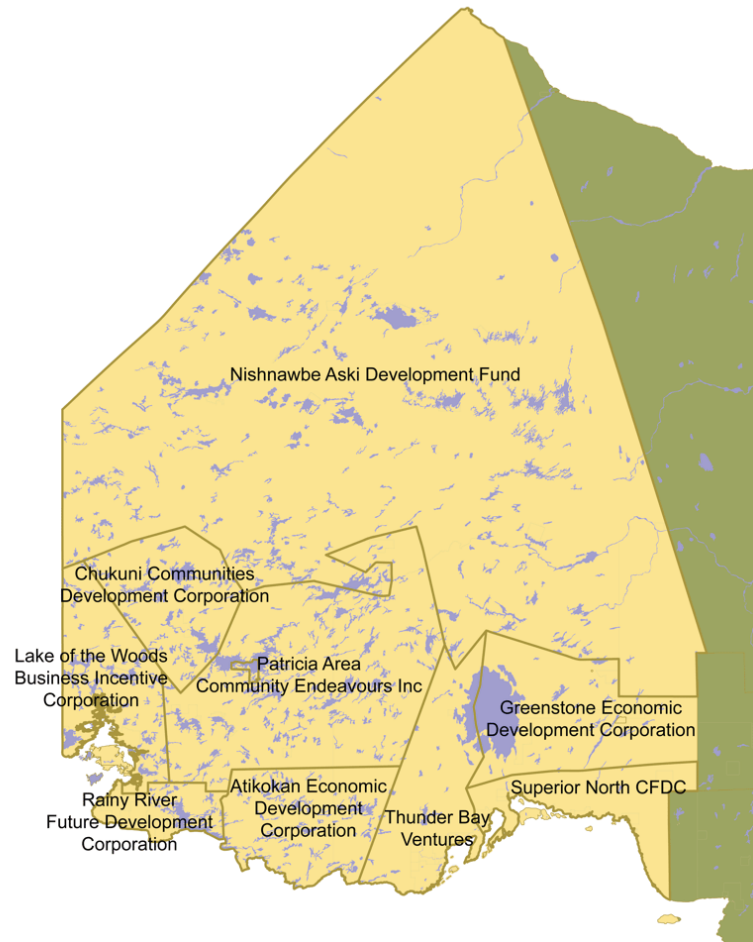 Nishnawbe Aski Development Fund
Chukuni Communities
Development Corporation
Lake of the Woods
Business Incentive
Corporation
Patricia Area
Community Endeavours Inc
Greenstone Economic
Development Corporation
Rainy River
Future Development
Corporation
Atikokan Economic
Development
Corporation
Thunder Bay
Ventures
Superior North CFDC